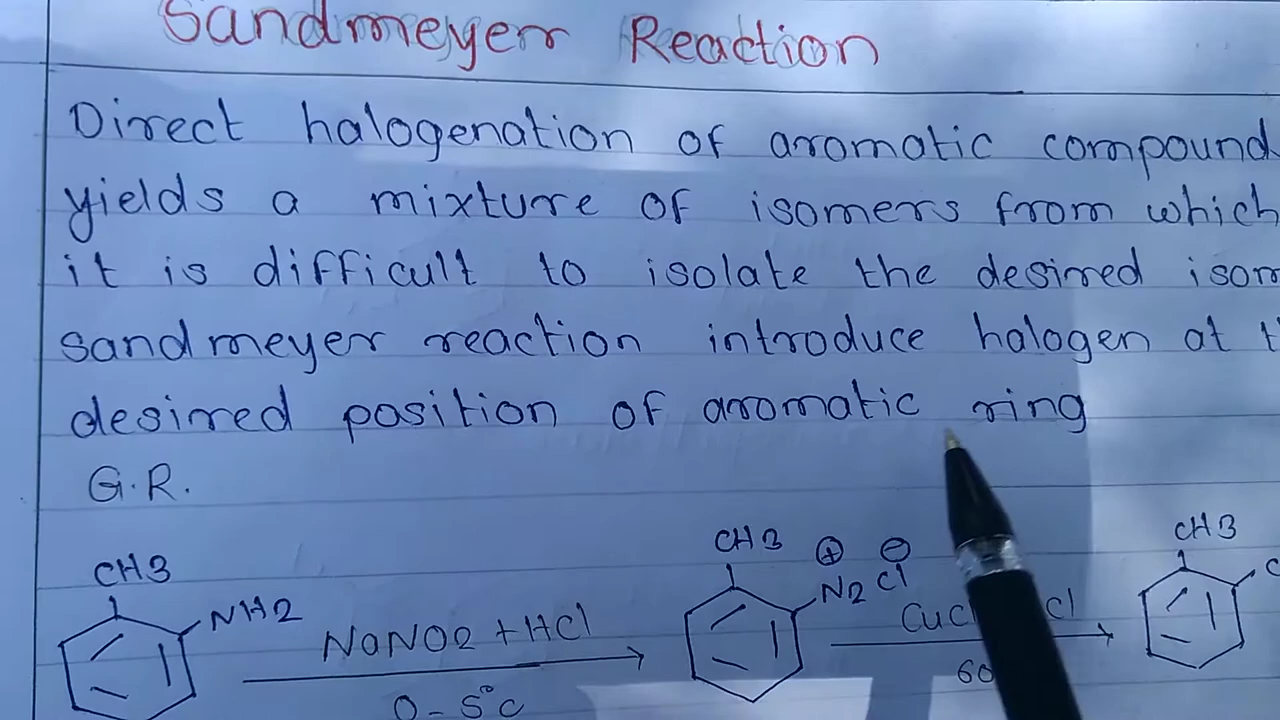 Sandmeyer Reaction
Direct halogenation of aromatic compound
yields a mixture of isomers from which
it is difficult to isolate the desired
sandmeyer reaction introduce halogen at
desired position of aromatic ring
G.R.
CH3 NH2
NaNO2 + HCl
0-5°C
CH3 ⊕ ⊖
N2 Cl
CuCl
60
CH3